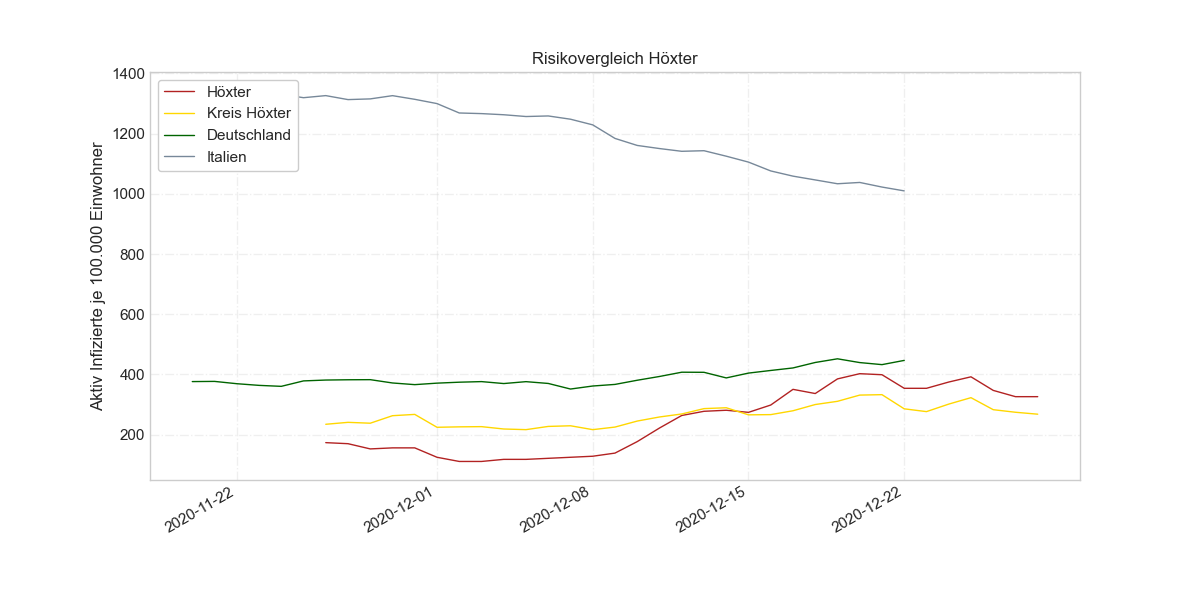 Risikovergleich Höxter
Aktiv Infizierte je 100.000 Einwohner
1400
1200
1000
800
600
400
200
Höxter
Kreis Höxter
Deutschland
Italien
2020-11-22
2020-12-01
2020-12-08
2020-12-15
2020-12-22